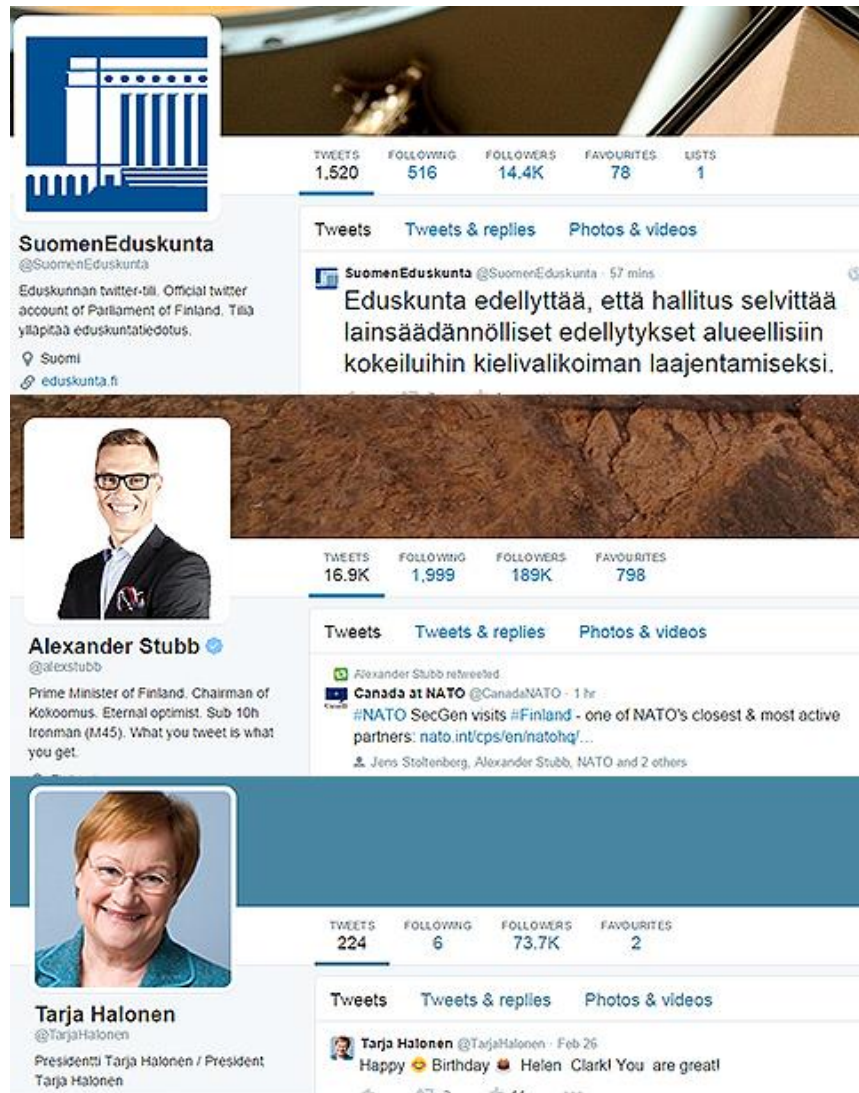 TWEETS FOLLOWING FOLLOWERS FAVOURITES LISTS
1,520 516 14.4K 78 1
Tweets Tweets & replies Photos & videos
SuomenEduskunta
@SuomenEduskunta
Eduskunnan twitter-tili. Official twitter
account of Parliament of Finland. Tiliä
ylläpitää eduskuntatiedotus.
Suomi
eduskunta.fi
SuomenEduskunta @SuomenEduskunta · 57 mins
Eduskunta edellyttää, että hallitus selvittää
lainsäädännölliset edellytykset alueellisiin
kokeiluihin kielivalikoiman laajentamiseksi.
TWEETS FOLLOWING FOLLOWERS FAVOURITES
16.9K 1,999 189K 798
Tweets Tweets & replies Photos & videos
Alexander Stubb
@alexstubb
Prime Minister of Finland. Chairman of
Kokoomus. Eternal optimist. Sub 10h
Ironman (M45). What you tweet is what
you get.
Alexander Stubb retweeted
Canada at NATO @CanadaNATO · 1 hr
#NATO SecGen visits #Finland - one of NATO's closest & most active
partners: nato.int/cps/en/natohq/...
Jens Stoltenberg, Alexander Stubb, NATO and 2 others
TWEETS FOLLOWING FOLLOWERS FAVOURITES
224 6 73.7K 2
Tweets Tweets & replies Photos & videos
Tarja Halonen
@TarjaHalonen
Presidentti Tarja Halonen / President
Tarja Halonen
Tarja Halonen @TarjaHalonen · Feb 26
Happy 😊 Birthday 🎂 Helen Clark! You are great!